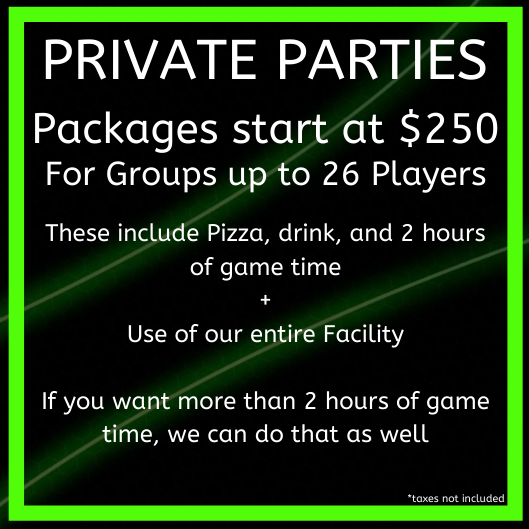 PRIVATE PARTIES
Packages start at $250
For Groups up to 26 Players
These include Pizza, drink, and 2 hours
of game time
+
Use of our entire Facility
If you want more than 2 hours of game
time, we can do that as well
*taxes not included